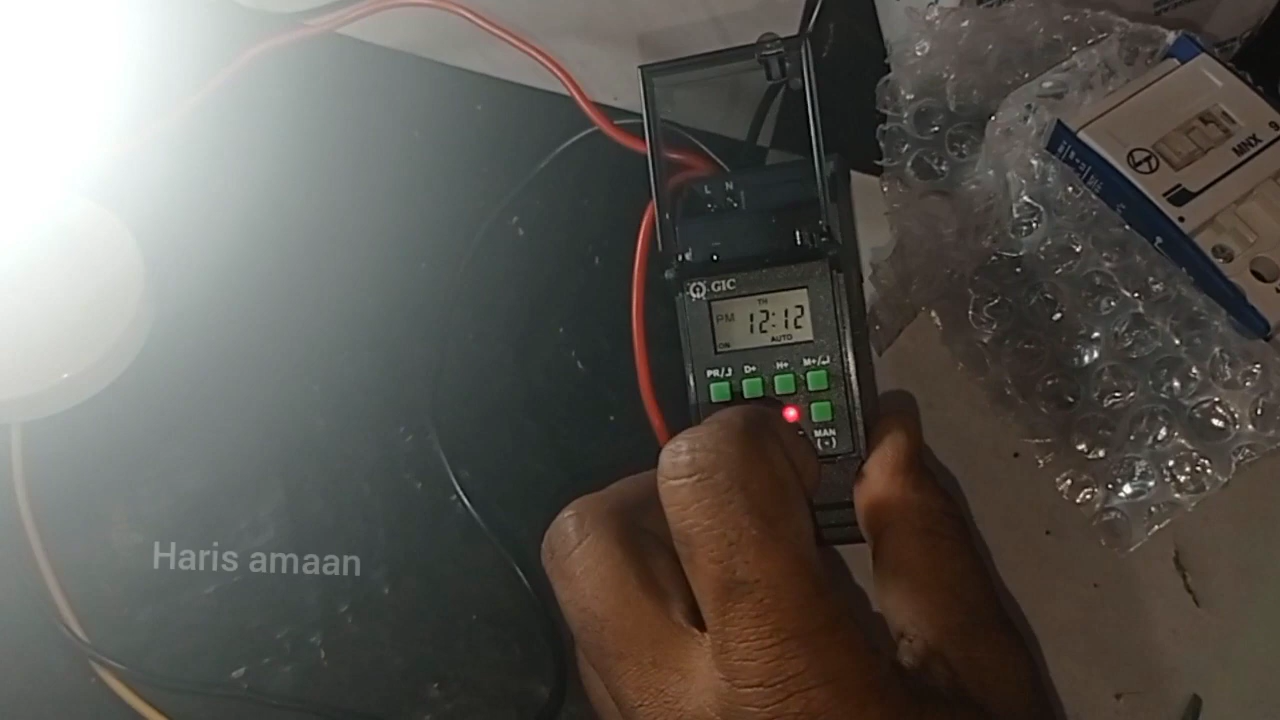 L N
GIC
TH
PM 12:12
ON AUTO
PR/ D+ H+ M+/
MAN
(-)
MNX
Haris amaan